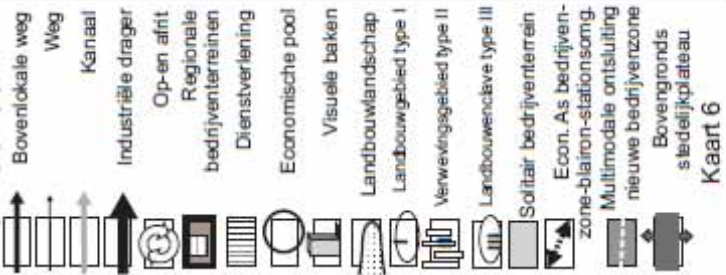 Bovenlokale weg
Weg
Kanaal
Industriële drager
Op-en afrit
Regionale
bedrijventerreinen
Dienstverlening
Economische pool
Visuele baken
Landbouwlandschap
Landbouwgebied type I
Verwevingsgebied type II
Landbouwenclave type III
Solitair bedrijventerrein
Econ. As bedrijven-
zone-blairon-stationsomg.
Multimodale ontsluiting
nieuwe bedrijvenzone
Bovengronds
stedelijkplateau
Kaart 6